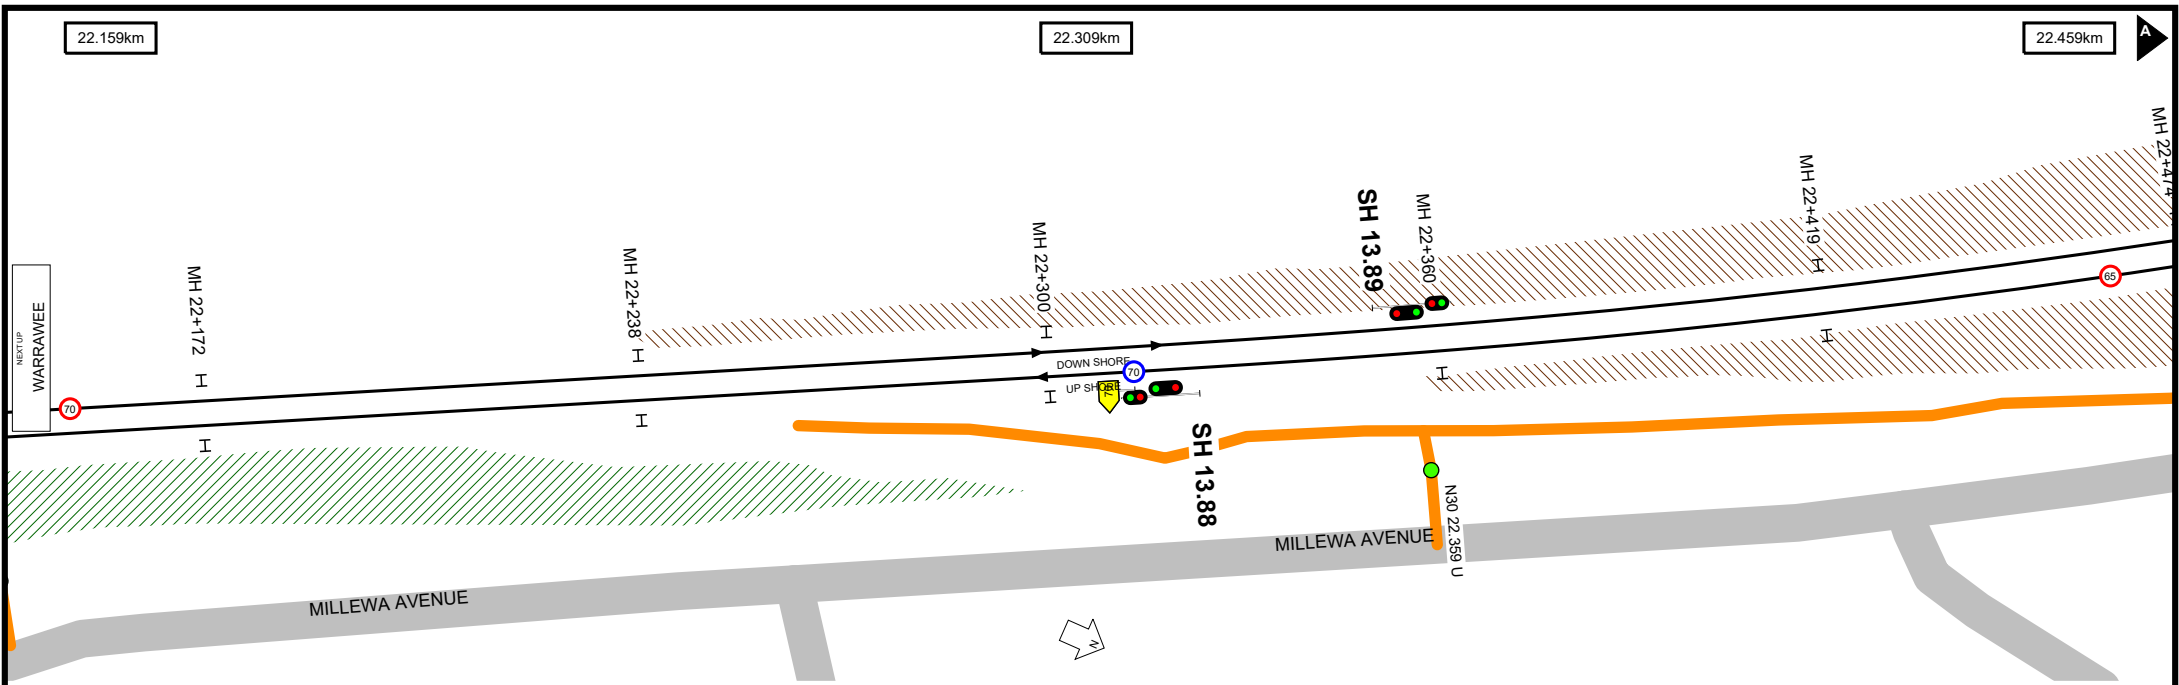 22.159km
22.309km
22.459km
A
MH 22+474
MH 22+419
SH 13.89
MH 22+360
MH 22+300
MH 22+238
MH 22+172
NEXT UP
WARRAWEE
65
DOWN SHORE
70
UP SHORE
70
SH 13.88
N30 22.359 U
MILLEWA AVENUE
MILLEWA AVENUE
N